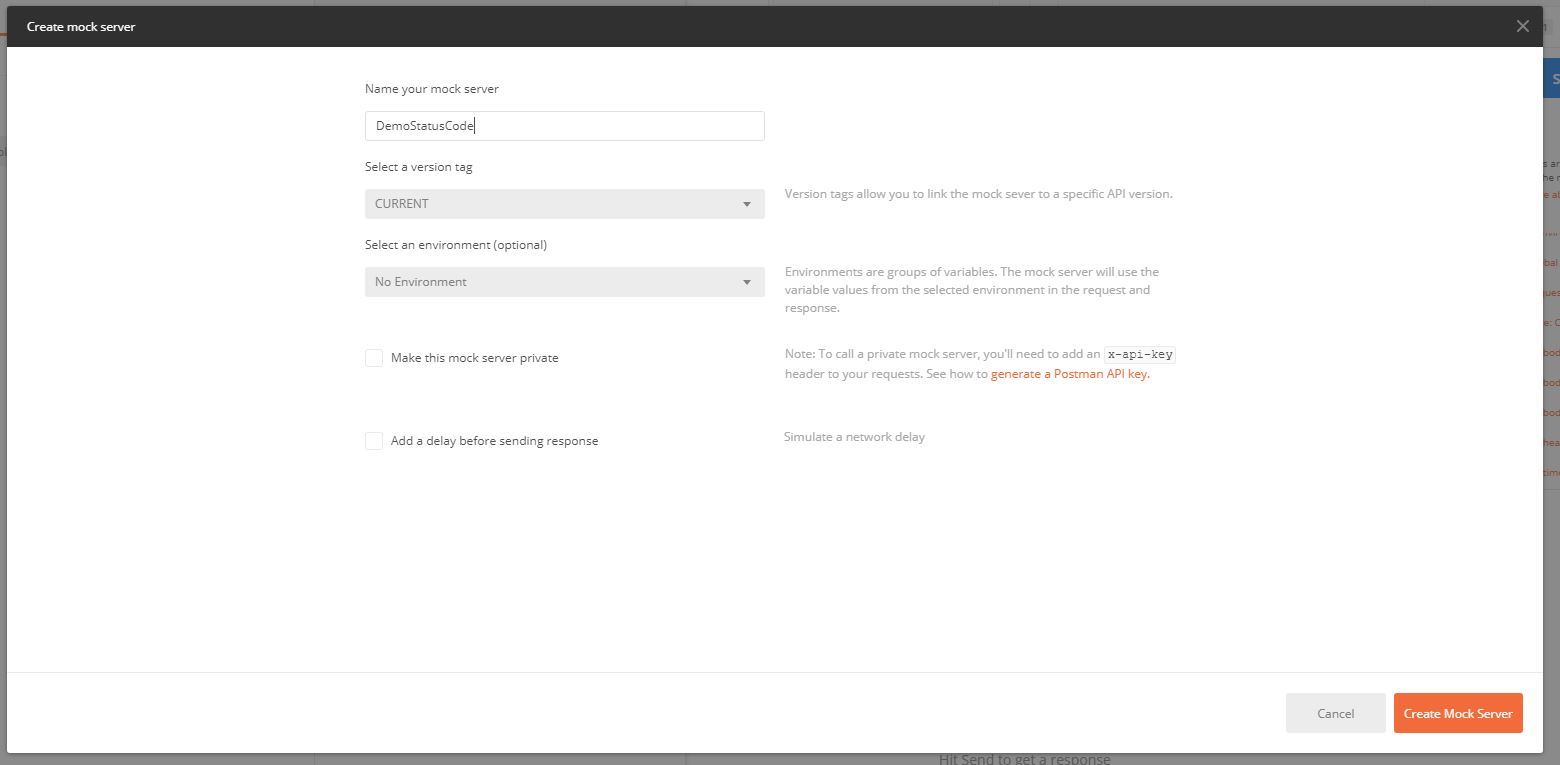 Create mock server
Name your mock server
DemoStatusCode
Select a version tag
CURRENT
Version tags allow you to link the mock sever to a specific API version.
Select an environment (optional)
No Environment
Environments are groups of variables. The mock server will use the
variable values from the selected environment in the request and
response.
Make this mock server private
Note: To call a private mock server, you'll need to add an x-api-key
header to your requests. See how to generate a Postman API key.
Add a delay before sending response
Simulate a network delay
Cancel
Create Mock Server
Hit Send to get a response